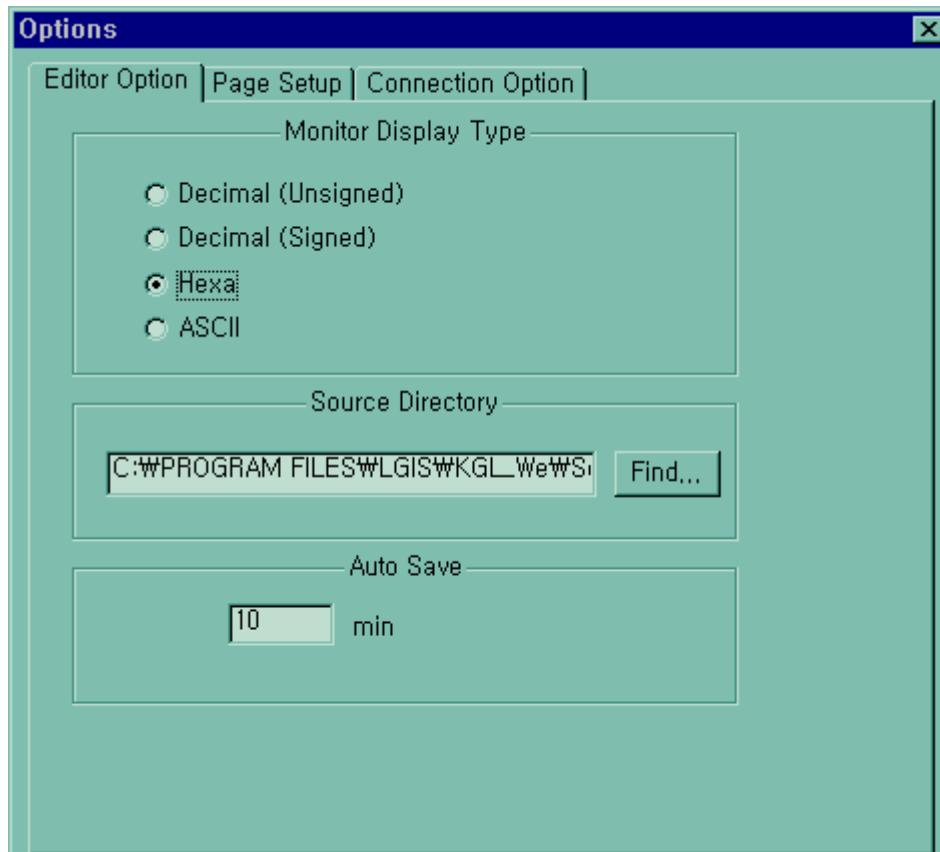 Options
Editor Option
Page Setup
Connection Option
Monitor Display Type
Decimal (Unsigned)
Decimal (Signed)
Hexa
ASCII
Source Directory
C:₩PROGRAM FILES₩LGIS₩KGL_We₩S
Find...
Auto Save
10
min